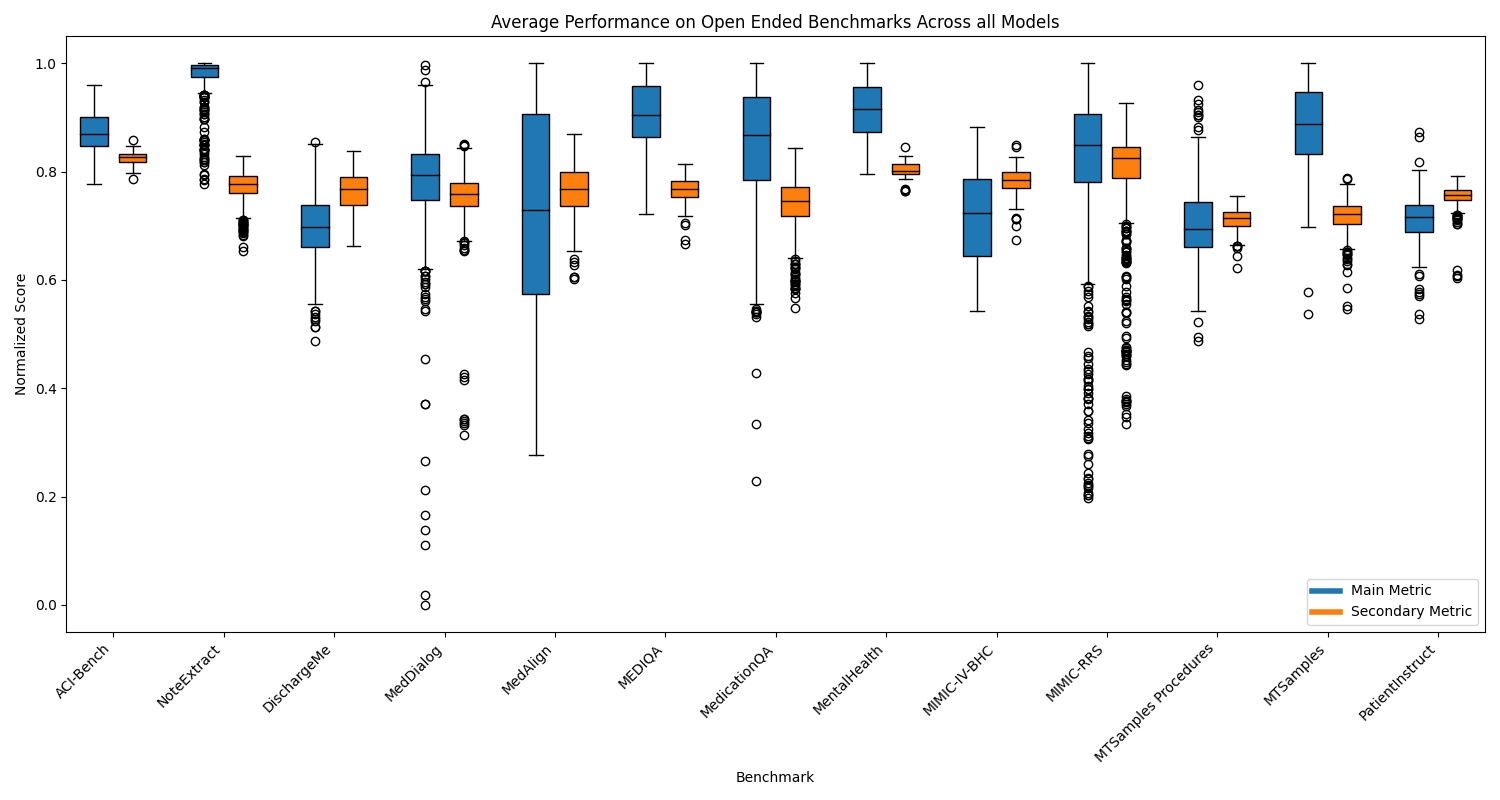 Average Performance on Open Ended Benchmarks Across all Models
Normalized Score
1.0
0.8
0.6
0.4
0.2
0.0
Main Metric
Secondary Metric
ACI-Bench
NoteExtract
DischargeMe
MedDialog
MedAlign
MEDIQA
MedicationQA
MentalHealth
MIMIC-IV-BHC
MIMIC-RRS
MTSamples Procedures
MTSamples
PatientInstruct
Benchmark